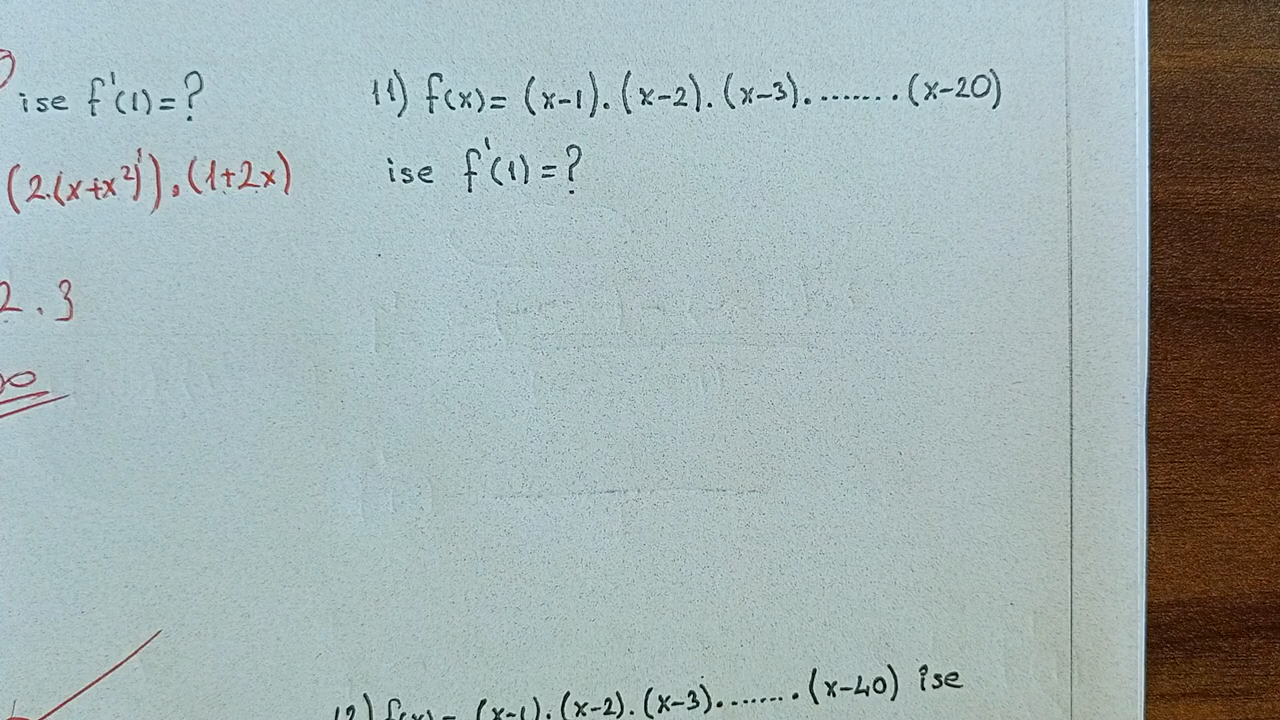 ise f'(1)=?
(2.(x+x²)').(1+2x)
2.3
11) f(x)= (x-1).(x-2).(x-3)........(x-20)
ise f'(1)=?
12) f(x)= (x-1).(x-2).(x-3)........(x-40) ise